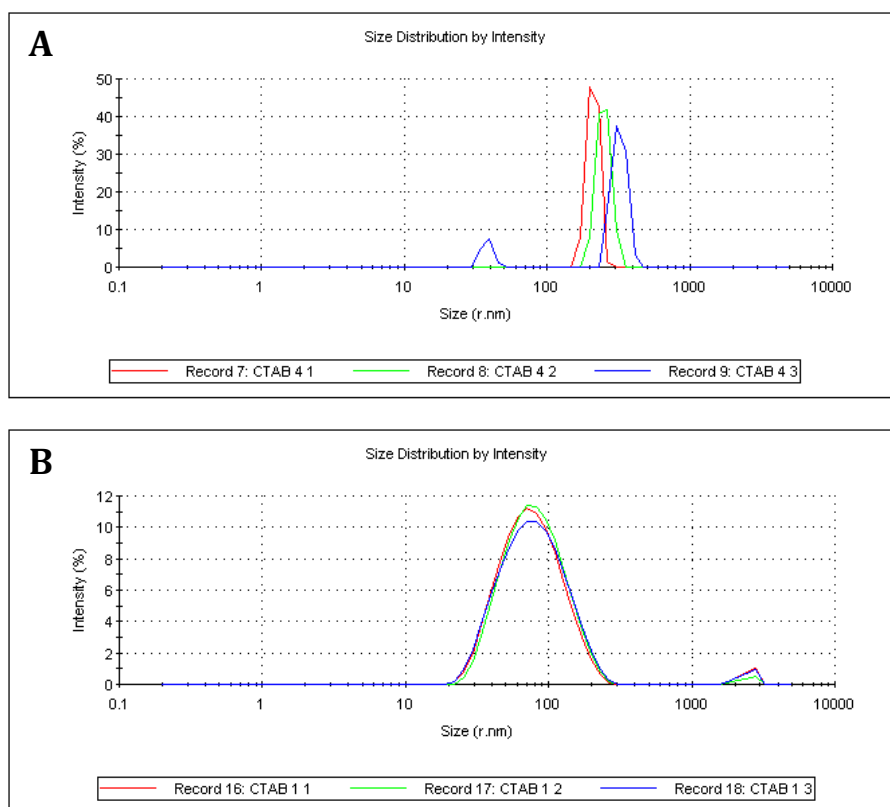 A
Size Distribution by Intensity
50
40
30
20
10
0
Intensity (%)
0.1 1 10 100 1000 10000
Size (r.nm)
Record 7: CTAB 4 1 Record 8: CTAB 4 2 Record 9: CTAB 4 3
B
Size Distribution by Intensity
12
10
8
6
4
2
0
Intensity (%)
0.1 1 10 100 1000 10000
Size (r.nm)
Record 16: CTAB 1 1 Record 17: CTAB 1 2 Record 18: CTAB 1 3